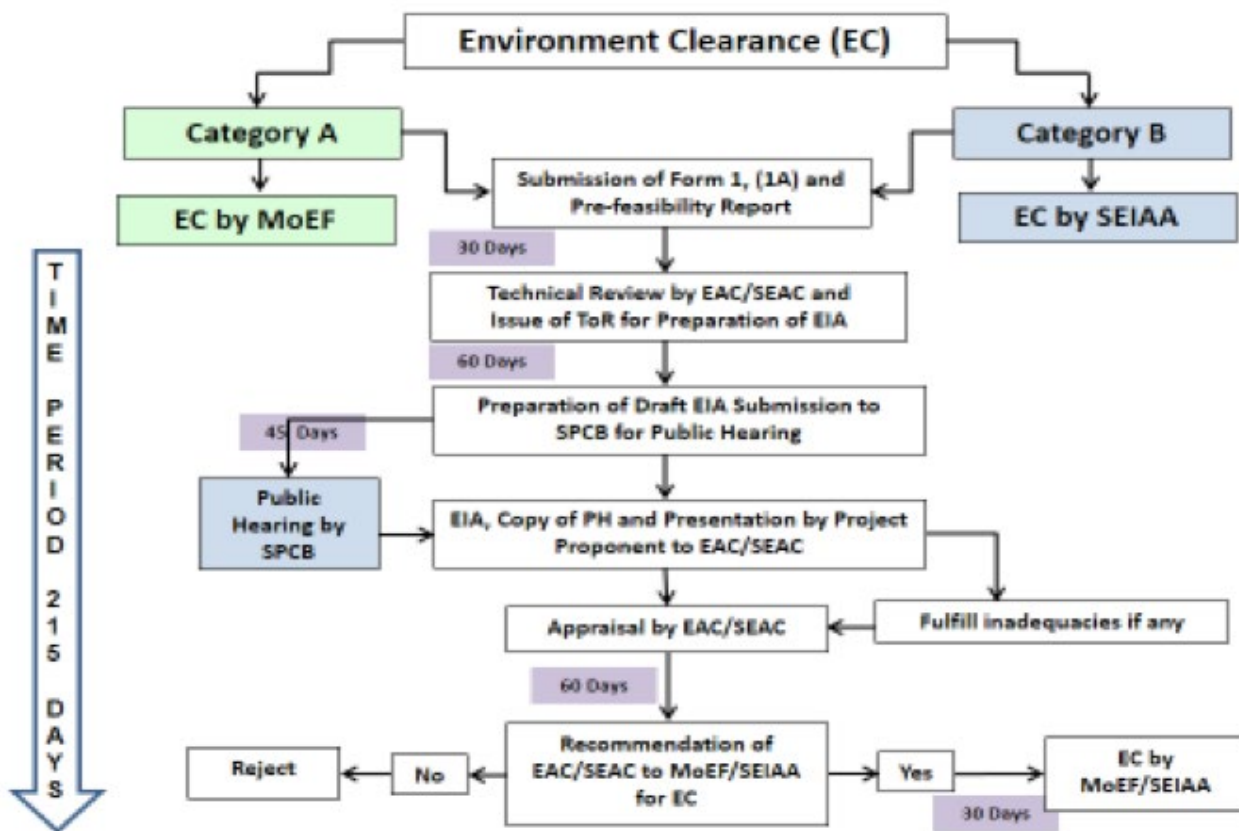 Environment Clearance (EC)
Category A
Category B
Submission of Form 1, (1A) and
Pre-feasibility Report
EC by MoEF
EC by SEIAA
30 Days
Technical Review by EAC/SEAC and
Issue of ToR for Preparation of EIA
60 Days
Preparation of Draft EIA Submission to
SPCB for Public Hearing
45 Days
Public
Hearing by
SPCB
EIA, Copy of PH and Presentation by Project
Proponent to EAC/SEAC
Appraisal by EAC/SEAC
Fulfill inadequacies if any
60 Days
Recommendation of
EAC/SEAC to MoEF/SEIAA
for EC
No
Reject
Yes
EC by
MoEF/SEIAA
30 Days
TIME PERIOD 215 DAYS